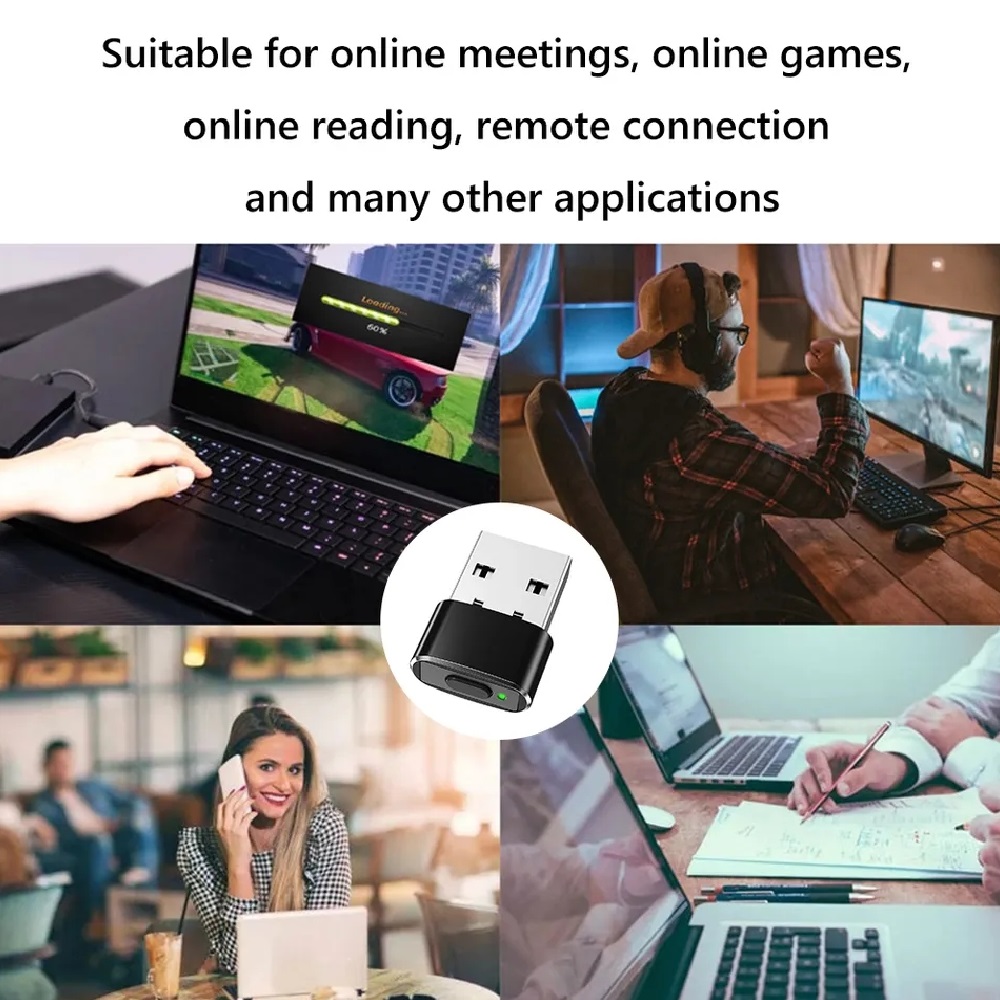 Suitable for online meetings, online games,
online reading, remote connection
and many other applications
Loading...
60%